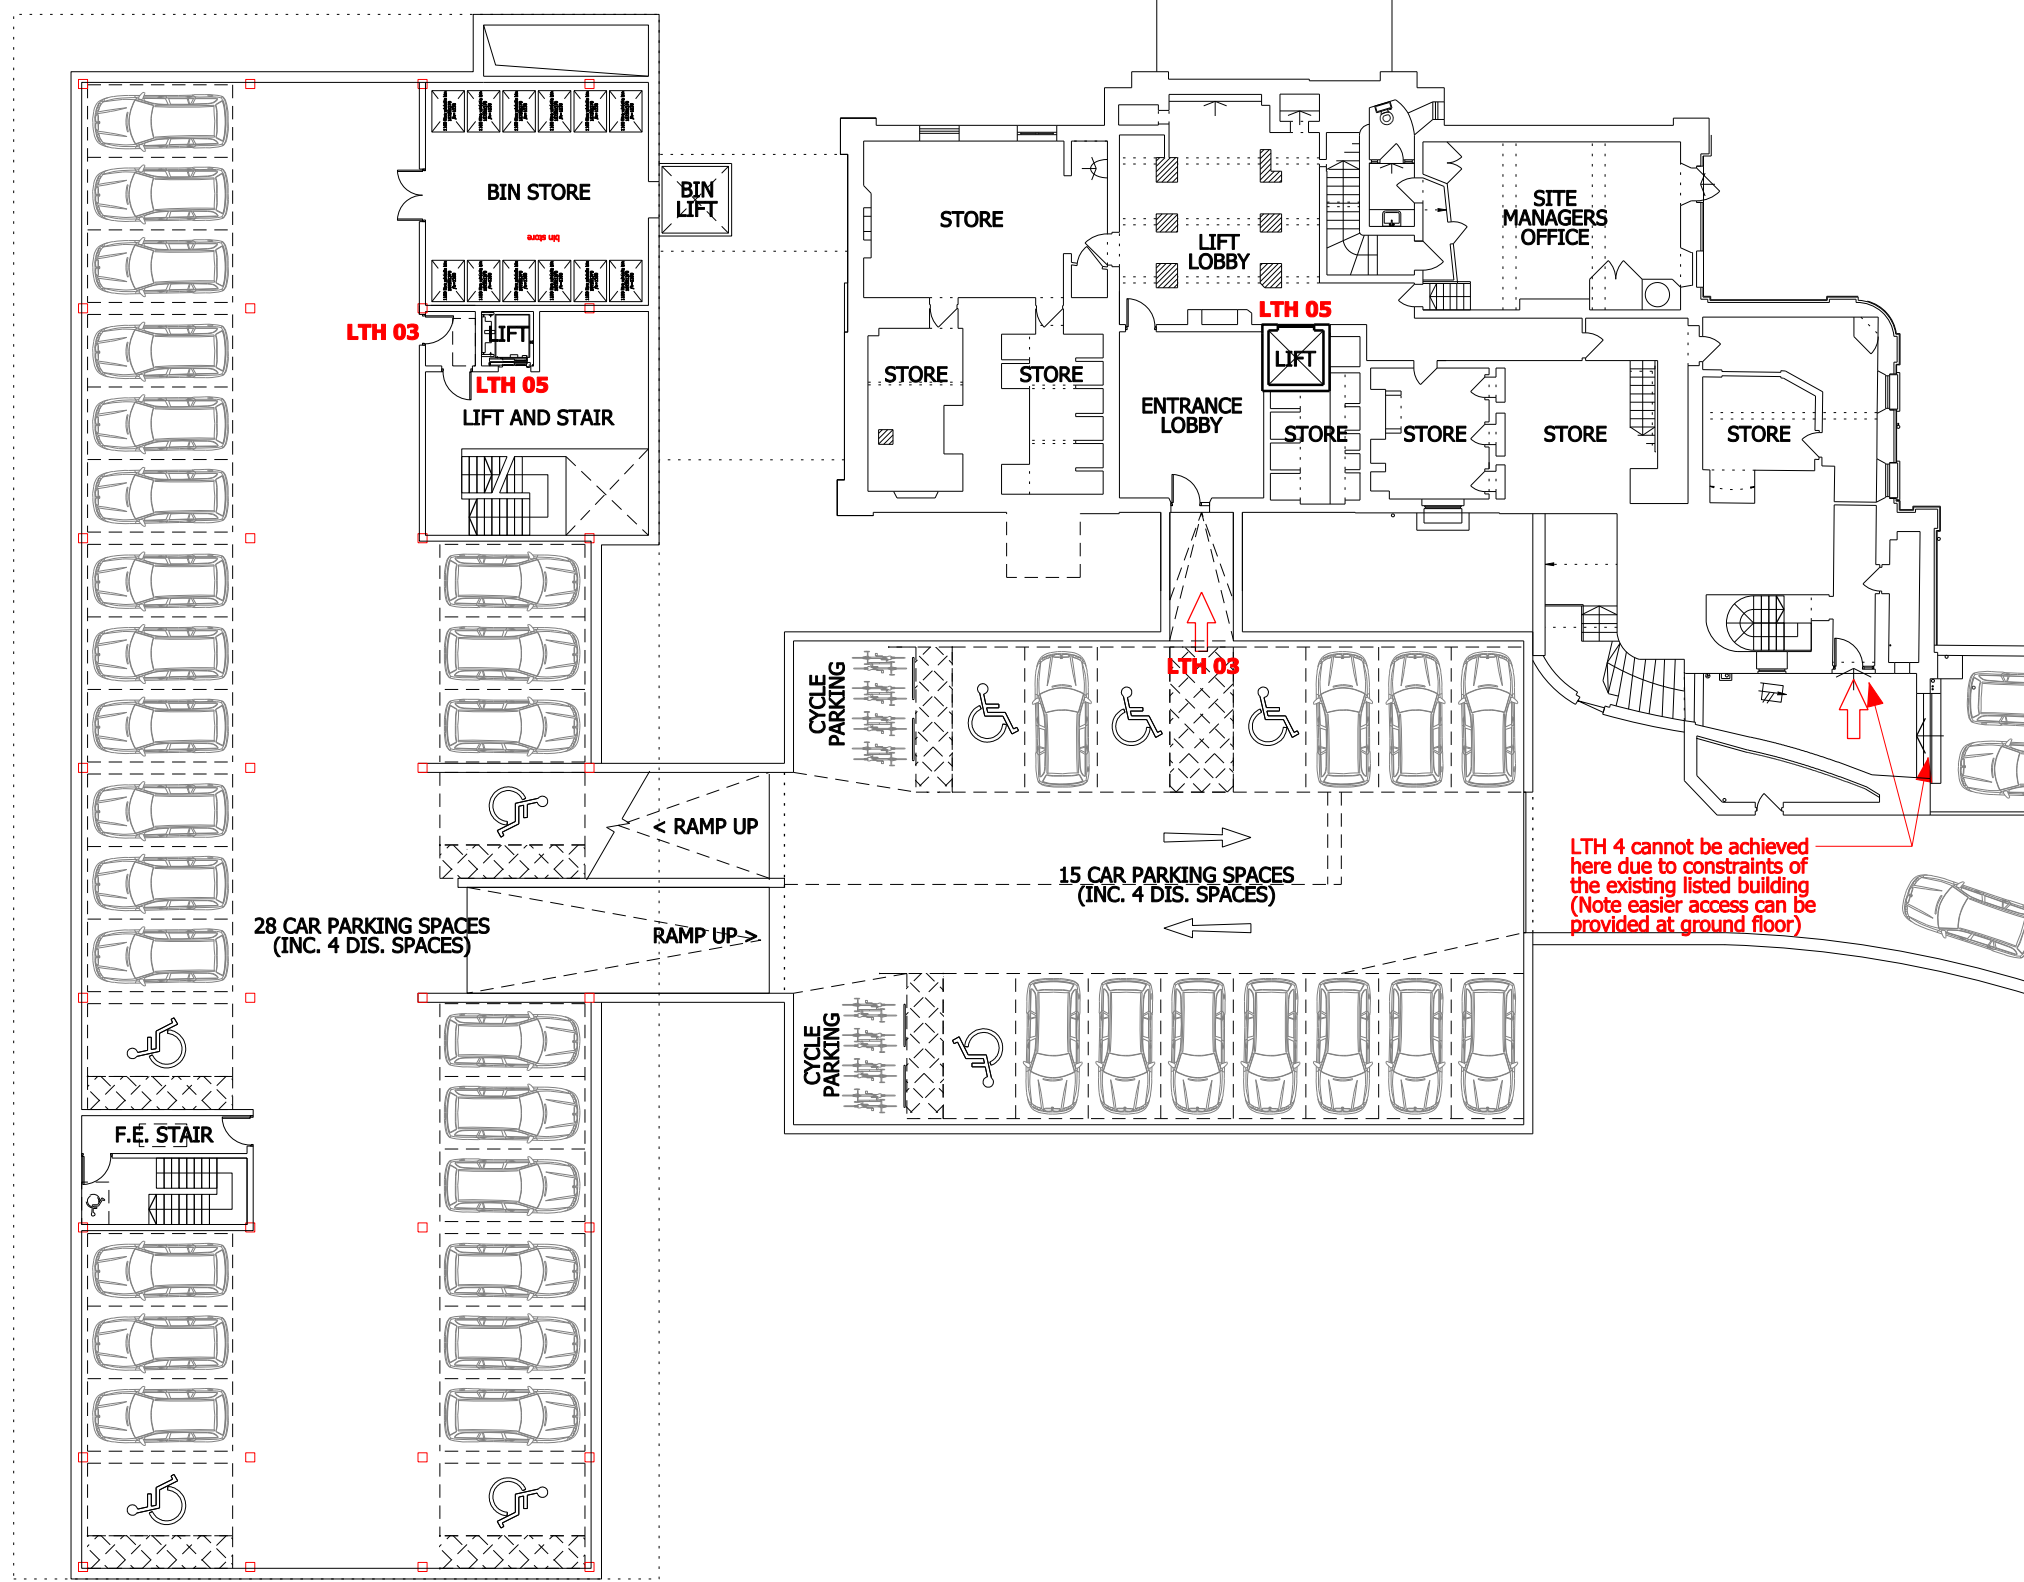 BIN STORE
bin store
BIN
LIFT
STORE
LIFT
LOBBY
SITE
MANAGERS
OFFICE
LTH 03
LIFT
LTH 05
LIFT AND STAIR
STORE
STORE
ENTRANCE
LOBBY
LTH 05
LIFT
STORE
STORE
STORE
STORE
LTH 03
CYCLE
PARKING
< RAMP UP
RAMP UP >
28 CAR PARKING SPACES
(INC. 4 DIS. SPACES)
15 CAR PARKING SPACES
(INC. 4 DIS. SPACES)
LTH 4 cannot be achieved
here due to constraints of
the existing listed building
(Note easier access can be
provided at ground floor)
CYCLE
PARKING
F.E. STAIR